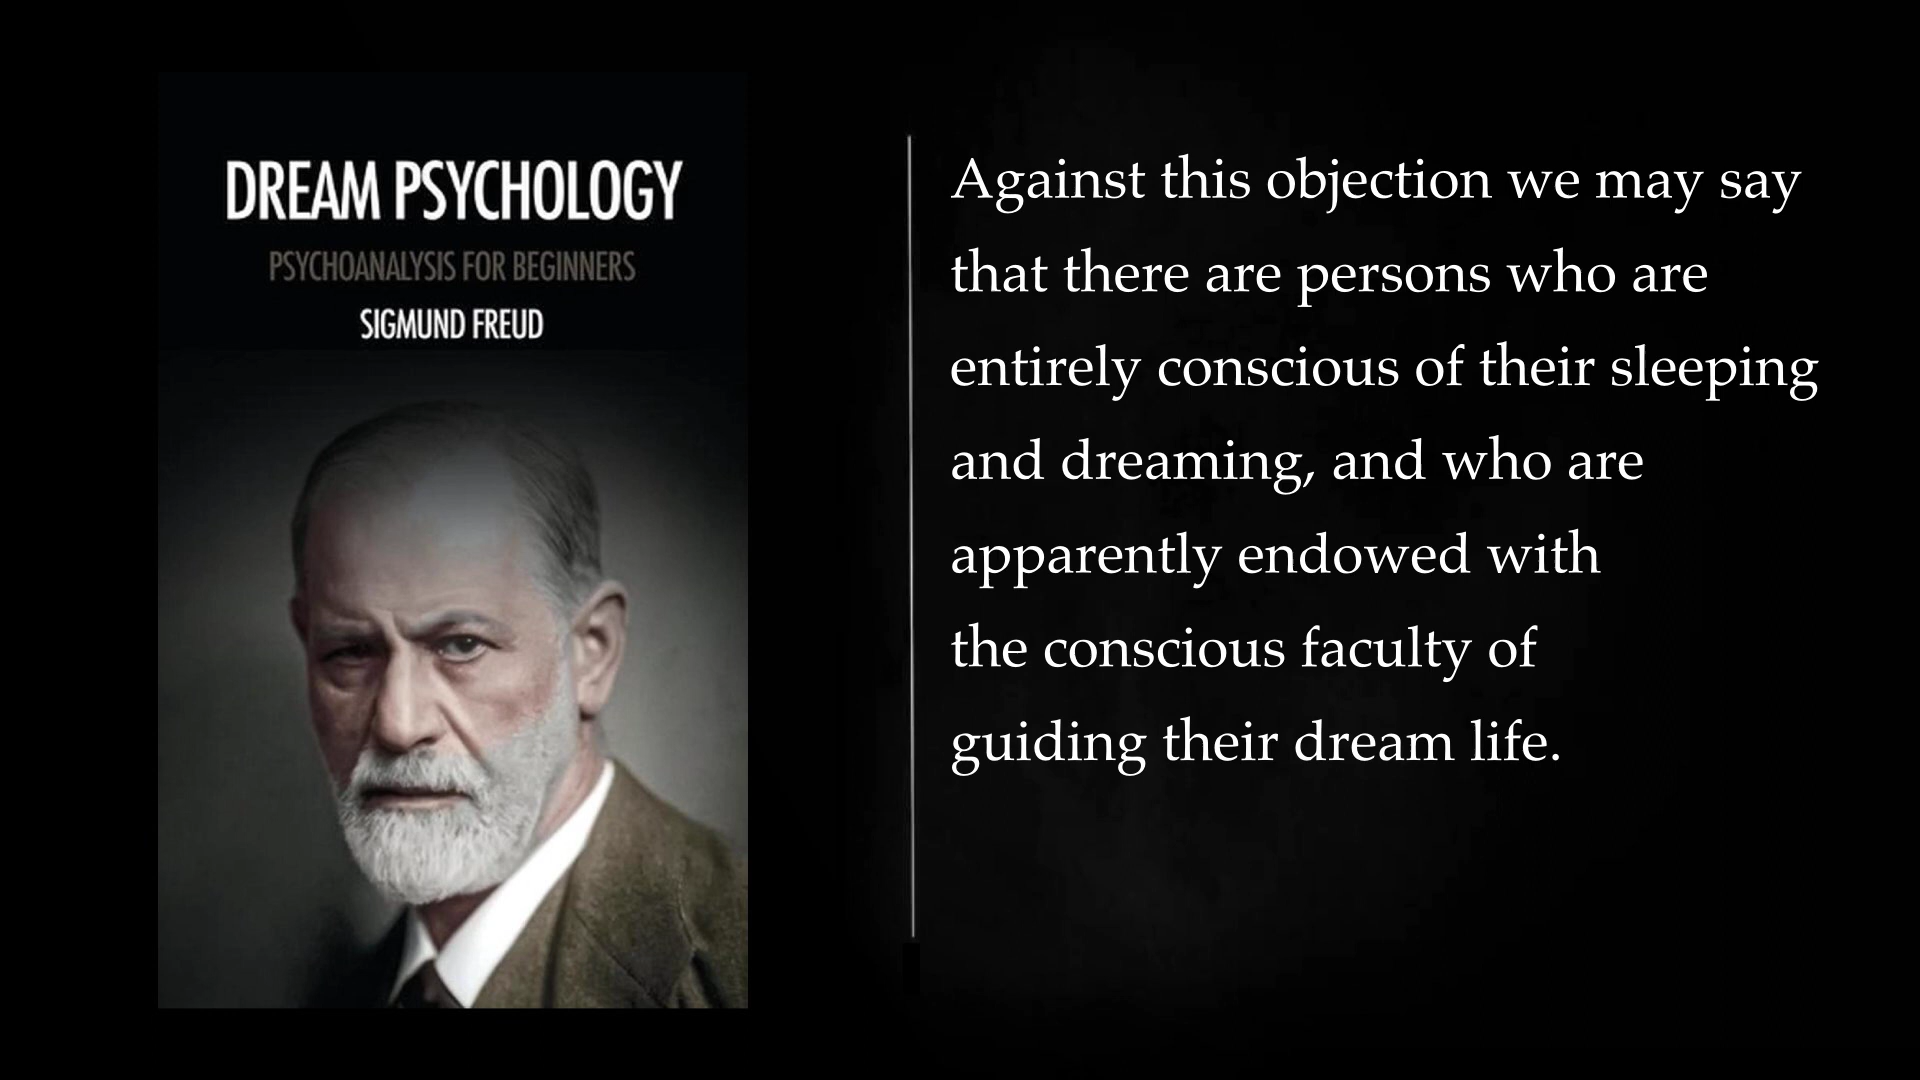 DREAM PSYCHOLOGY
PSYCHOANALYSIS FOR BEGINNERS
SIGMUND FREUD
Against this objection we may say
that there are persons who are
entirely conscious of their sleeping
and dreaming, and who are
apparently endowed with
the conscious faculty of
guiding their dream life.